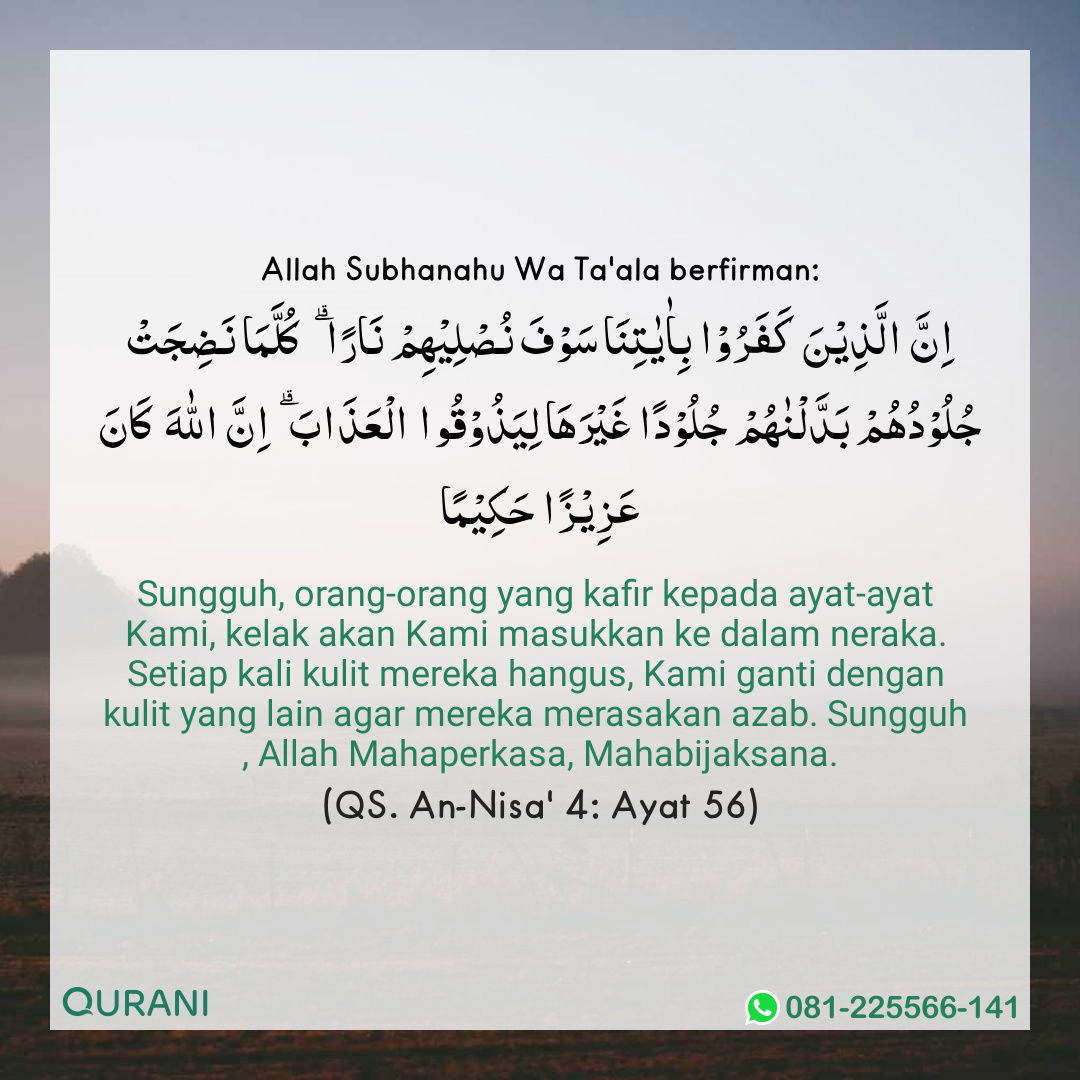 Allah Subhanahu Wa Ta'ala berfirman:
اِنَّ الَّذِيْنَ كَفَرُوْا بِاٰيٰتِنَا سَوْفَ نُصْلِيْهِمْ نَارًا ۗ كُلَّمَا نَضِجَتْ
جُلُوْدُهُمْ بَدَّلْنٰهُمْ جُلُوْدًا غَيْرَهَا لِيَذُوْقُوا الْعَذَابَ ۗ اِنَّ اللّٰهَ كَانَ
عَزِيْزًا حَكِيْمًا
Sungguh, orang-orang yang kafir kepada ayat-ayat
Kami, kelak akan Kami masukkan ke dalam neraka.
Setiap kali kulit mereka hangus, Kami ganti dengan
kulit yang lain agar mereka merasakan azab. Sungguh
, Allah Mahaperkasa, Mahabijaksana.
(QS. An-Nisa' 4: Ayat 56)
QURANI
081-225566-141